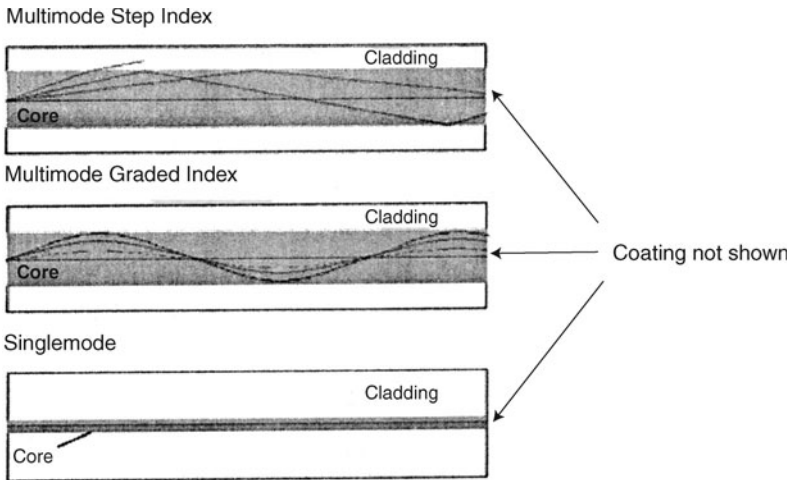 Multimode Step Index
Cladding
Core
Multimode Graded Index
Cladding
Core
Coating not shown
Singlemode
Cladding
Core